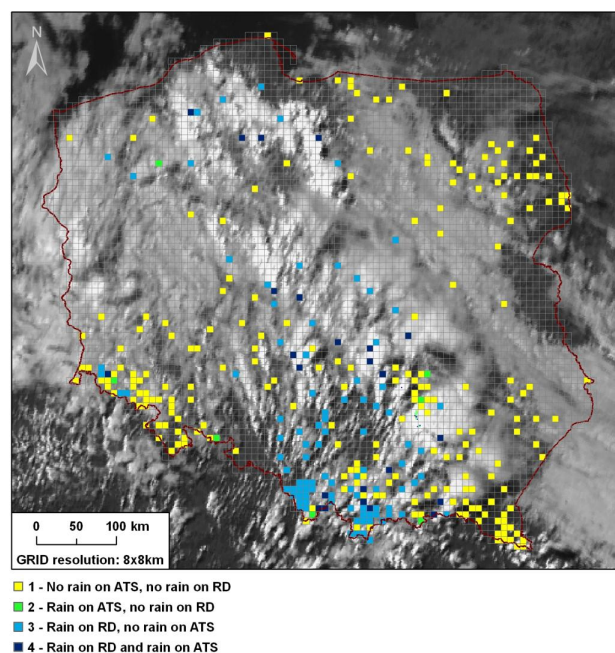 N
0 50 100 km
GRID resolution: 8x8km
1 - No rain on ATS, no rain on RD
2 - Rain on ATS, no rain on RD
3 - Rain on RD, no rain on ATS
4 - Rain on RD and rain on ATS